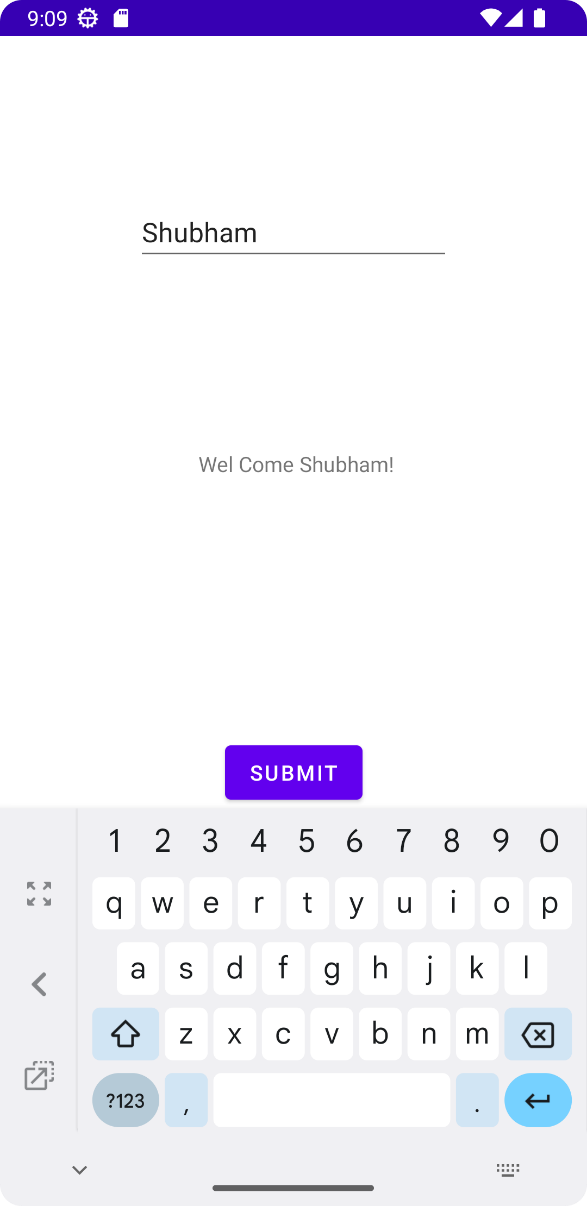 9:09
Shubham
Wel Come Shubham!
SUBMIT
1 2 3 4 5 6 7 8 9 0
q w e r t y u i o p
a s d f g h j k l
z x c v b n m
?123 , .